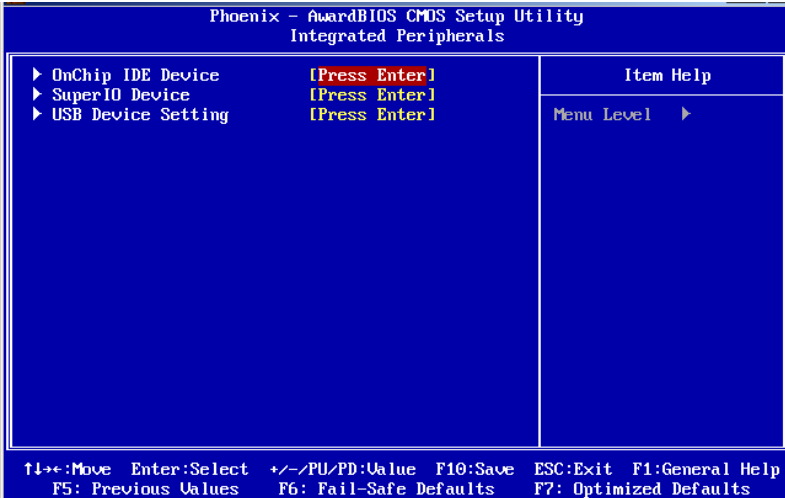 Phoenix - AwardBIOS CMOS Setup Utility
Integrated Peripherals
OnChip IDE Device [Press Enter]
SuperIO Device [Press Enter]
USB Device Setting [Press Enter]
Item Help
Menu Level
↑↓→←:Move Enter:Select +/-/PU/PD:Value F10:Save ESC:Exit F1:General Help
F5: Previous Values F6: Fail-Safe Defaults F7: Optimized Defaults